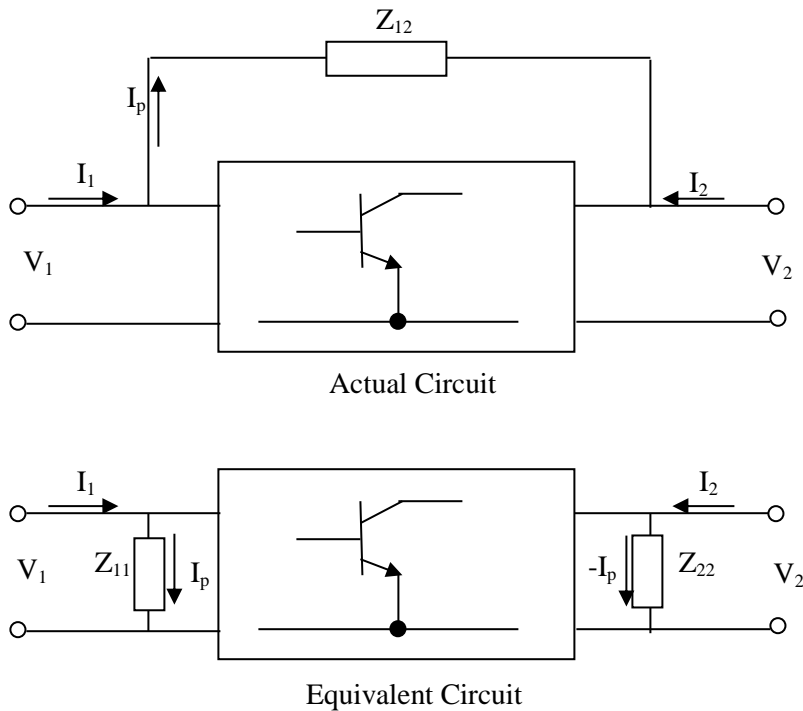 Z₁₂
Iₚ
I₁
I₂
V₁
V₂
Actual Circuit
I₁
I₂
V₁
Z₁₁
Iₚ
-Iₚ
Z₂₂
V₂
Equivalent Circuit